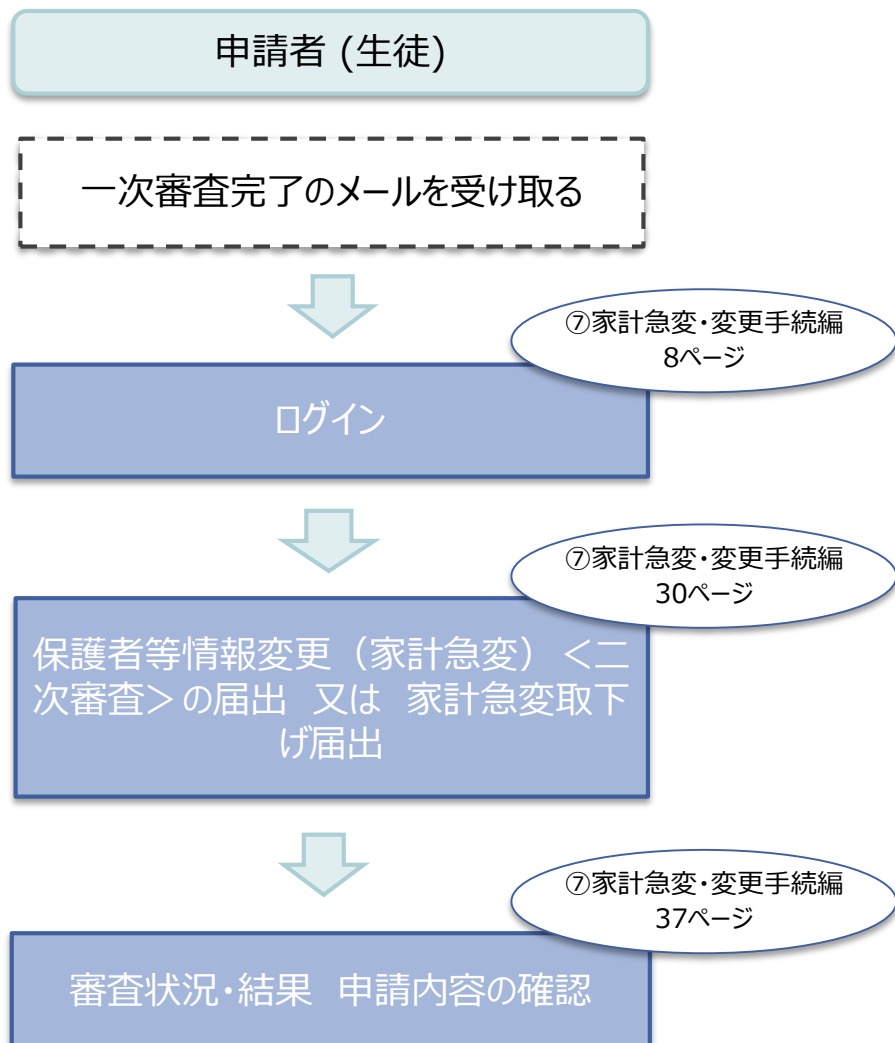 申請者 (生徒)
一次審査完了のメールを受け取る
⑦家計急変・変更手続編
8ページ
ログイン
⑦家計急変・変更手続編
30ページ
保護者等情報変更（家計急変）＜二
次審査＞の届出　又は　家計急変取下
げ届出
⑦家計急変・変更手続編
37ページ
審査状況・結果　申請内容の確認